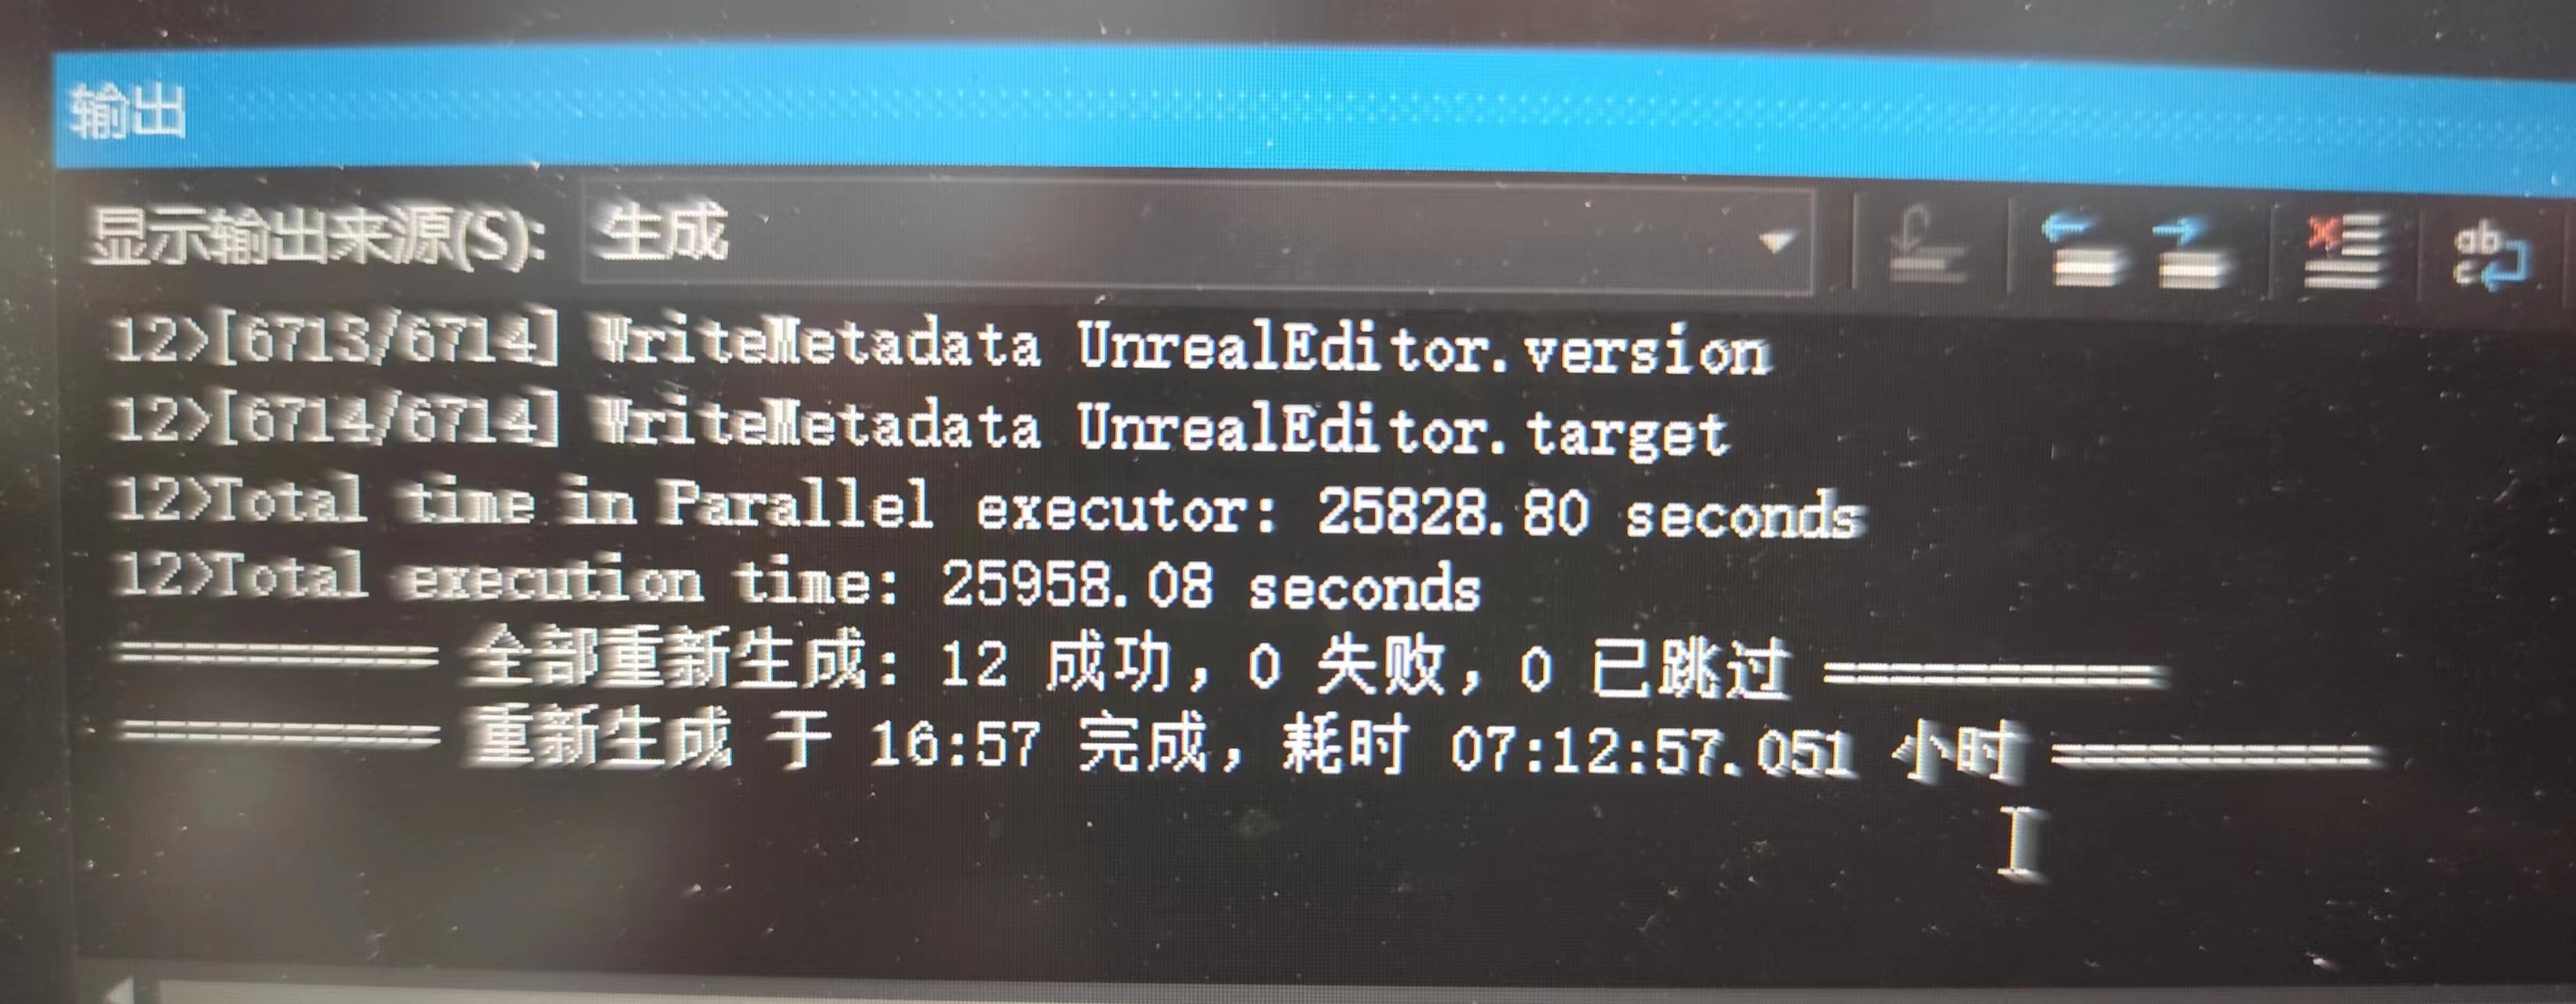 输出
显示输出来源(S): 生成
12>[6713/6714] WriteMetadata UnrealEditor.version
12>[6714/6714] WriteMetadata UnrealEditor.target
12>Total time in Parallel executor: 25828.80 seconds
12>Total execution time: 25958.08 seconds
========== 全部重新生成: 12 成功，0 失败，0 已跳过 ==========
========== 重新生成 于 16:57 完成，耗时 07:12:57.051 小时 ==========